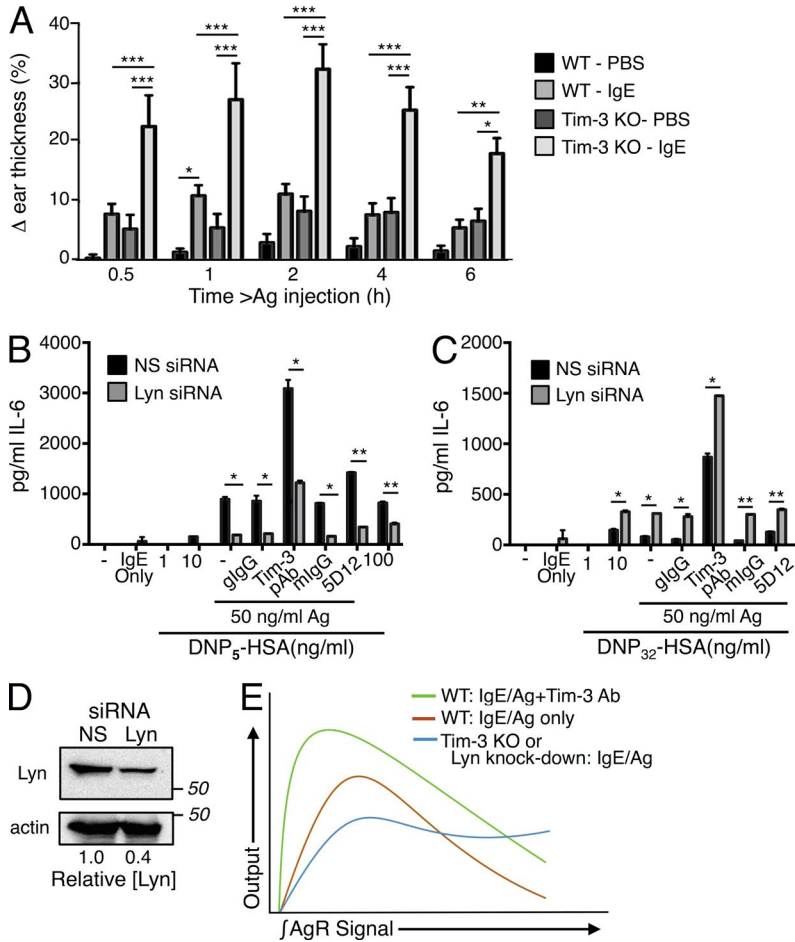 A
Δ ear thickness (%)
40
30
20
10
0
*** *** *** *** ** 
*** *** *** *** *
*
0.5 1 2 4 6
Time >Ag injection (h)
WT - PBS
WT - IgE
Tim-3 KO- PBS
Tim-3 KO - IgE
B
pg/ml IL-6
4000
3000
2000
1000
0
NS siRNA
Lyn siRNA
* * * * ** **
- IgE Only 1 10 - gIgG Tim-3 pAb mIgG 5D12 100
50 ng/ml Ag
DNP5-HSA(ng/ml)
C
pg/ml IL-6
2000
1500
1000
500
0
NS siRNA
Lyn siRNA
* * * * ** **
- IgE Only 1 10 - gIgG Tim-3 pAb mIgG 5D12
50 ng/ml Ag
DNP32-HSA(ng/ml)
D
siRNA
NS Lyn
Lyn
50
50
actin
1.0 0.4
Relative [Lyn]
E
WT: IgE/Ag+Tim-3 Ab
WT: IgE/Ag only
Tim-3 KO or
Lyn knock-down: IgE/Ag
Output
∫AgR Signal